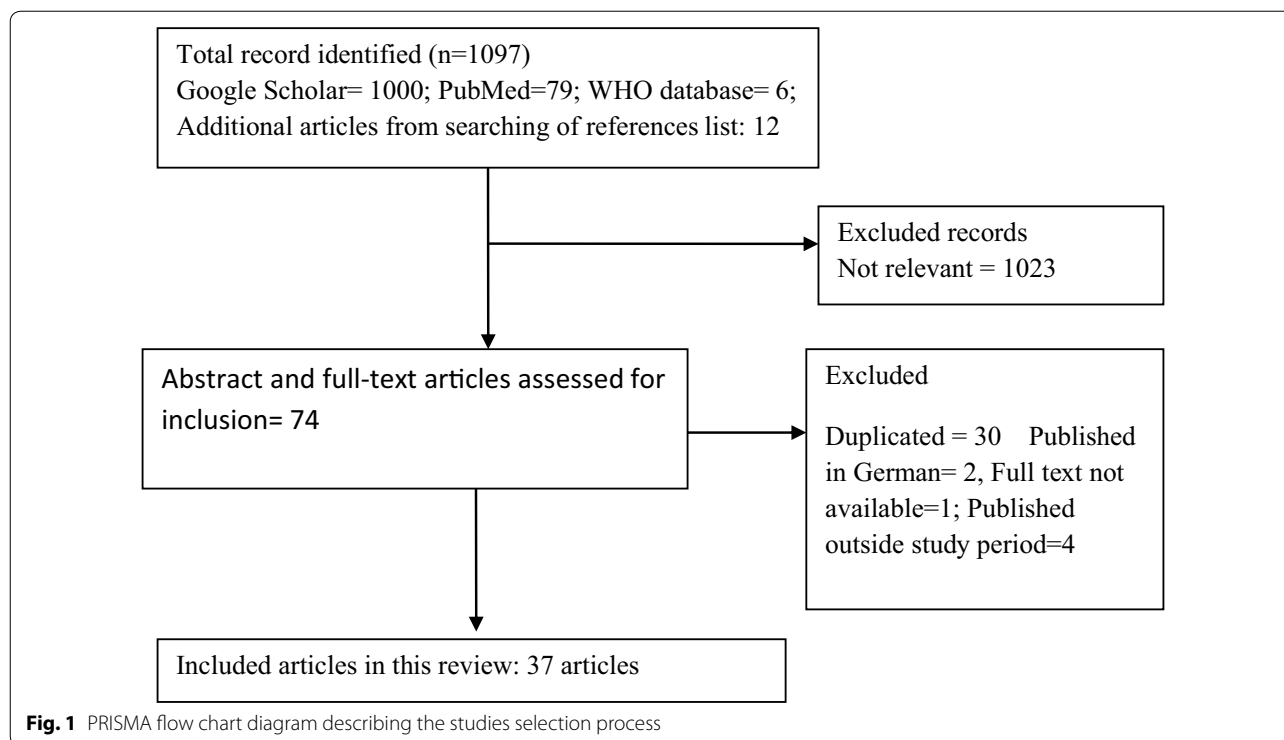 Total record identified (n=1097)
Google Scholar= 1000; PubMed=79; WHO database= 6;
Additional articles from searching of references list: 12
Excluded records
Not relevant = 1023
Abstract and full-text articles assessed for
inclusion= 74
Excluded
Duplicated = 30 Published
in German= 2, Full text not
available=1; Published
outside study period=4
Included articles in this review: 37 articles
Fig. 1 PRISMA flow chart diagram describing the studies selection process